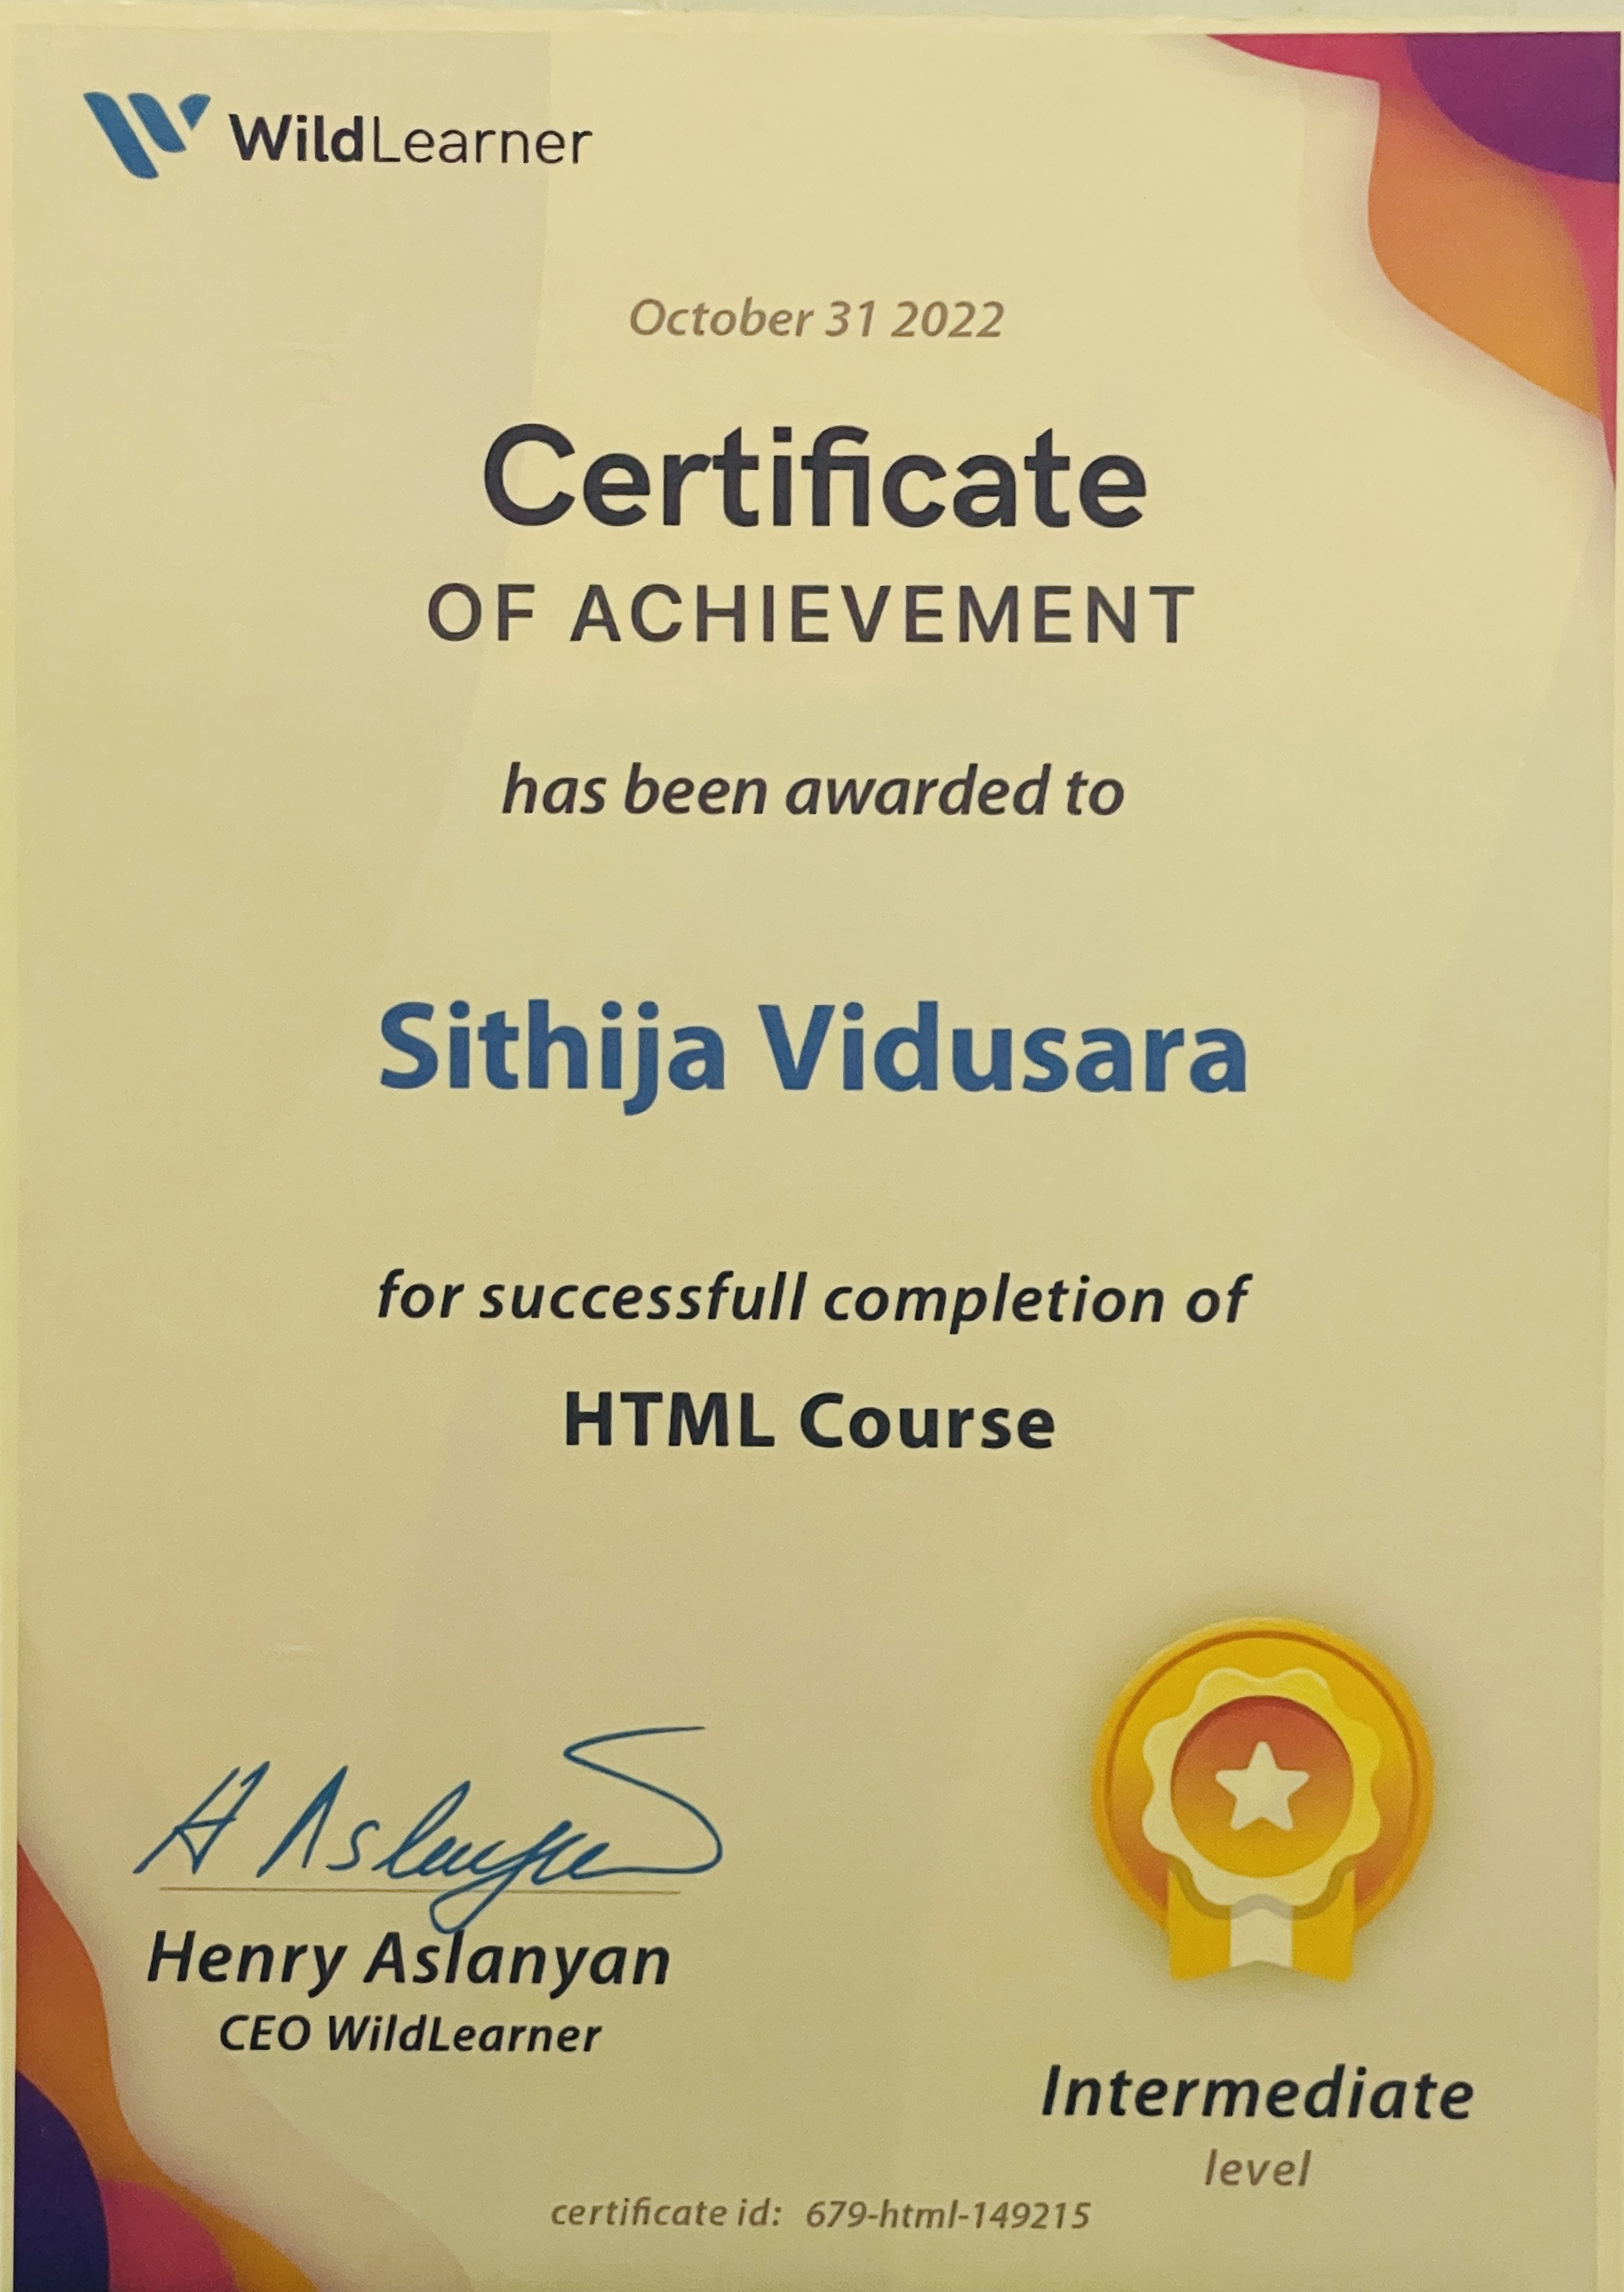 WildLearner
October 31 2022
Certificate
OF ACHIEVEMENT
has been awarded to
Sithija Vidusara
for successfull completion of
HTML Course
H Aslanyan
Henry Aslanyan
CEO WildLearner
Intermediate
level
certificate id: 679-html-149215